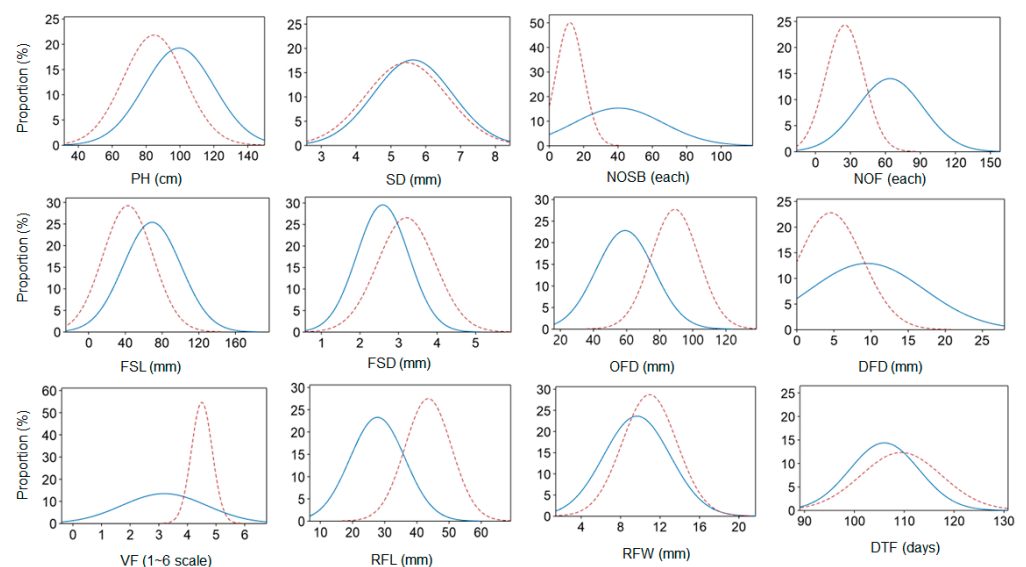 Proportion (%)
25
20
15
10
5
0
40 60 80 100 120 140
PH (cm)
25
20
15
10
5
0
3 4 5 6 7 8
SD (mm)
50
40
30
20
10
0
0 20 40 60 80 100
NOSB (each)
25
20
15
10
5
0
0 30 60 90 120 150
NOF (each)
Proportion (%)
30
25
20
15
10
5
0
0 40 80 120 160
FSL (mm)
30
25
20
15
10
5
0
1 2 3 4 5
FSD (mm)
30
25
20
15
10
5
0
20 40 60 80 100 120
OFD (mm)
25
20
15
10
5
0
0 5 10 15 20 25
DFD (mm)
Proportion (%)
60
50
40
30
20
10
0
0 1 2 3 4 5 6
VF (1~6 scale)
30
25
20
15
10
5
0
10 20 30 40 50 60
RFL (mm)
30
25
20
15
10
5
0
4 8 12 16 20
RFW (mm)
25
20
15
10
5
0
90 100 110 120 130
DTF (days)